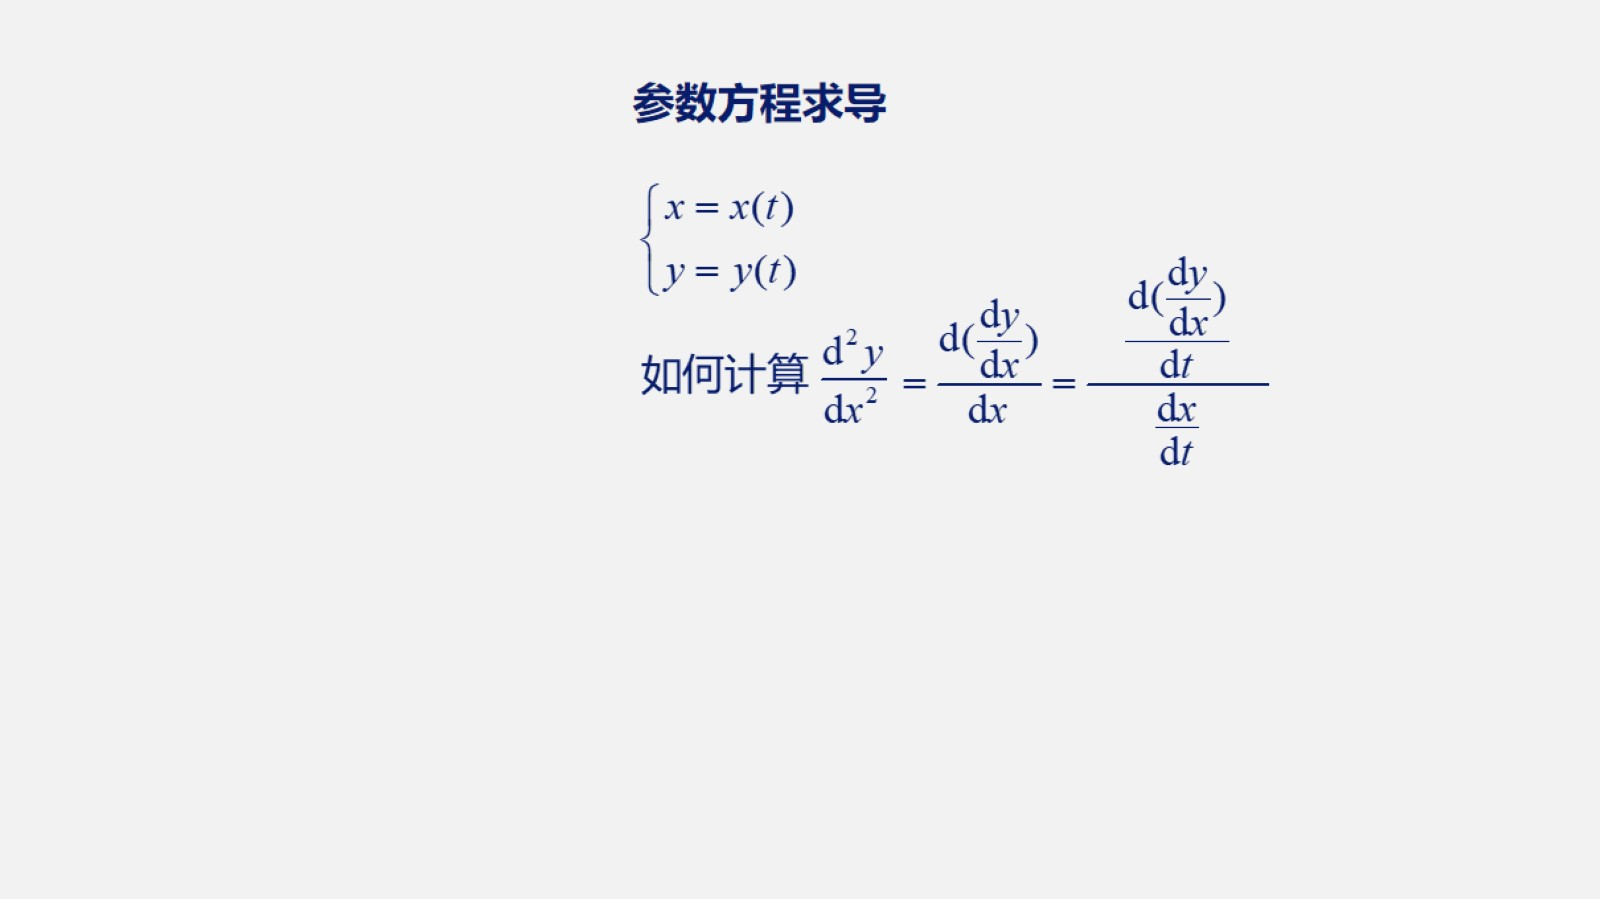 参数方程求导
x = x(t)
y = y(t)
如何计算 d²y/dx² = d(dy/dx)/dx = (d(dy/dx)/dt)/(dx/dt)